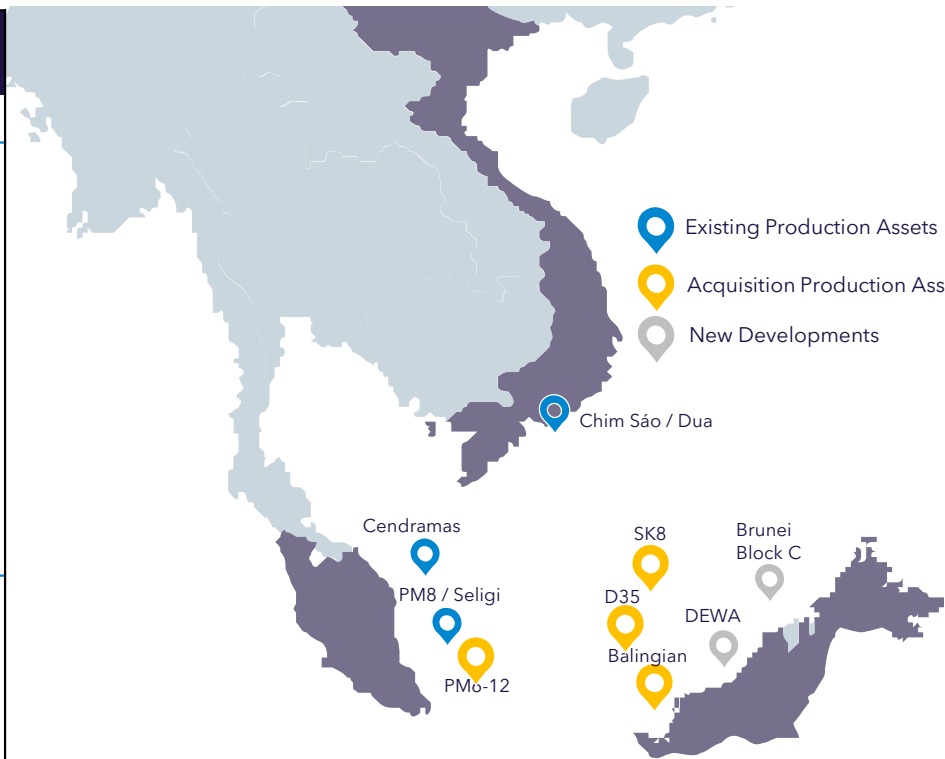 Existing Production Assets
Acquisition Production Ass
New Developments
Chim Sáo / Dua
Cendramas
SK8
Brunei
Block C
PM8 / Seligi
D35
DEWA
Balingian
PM6-12